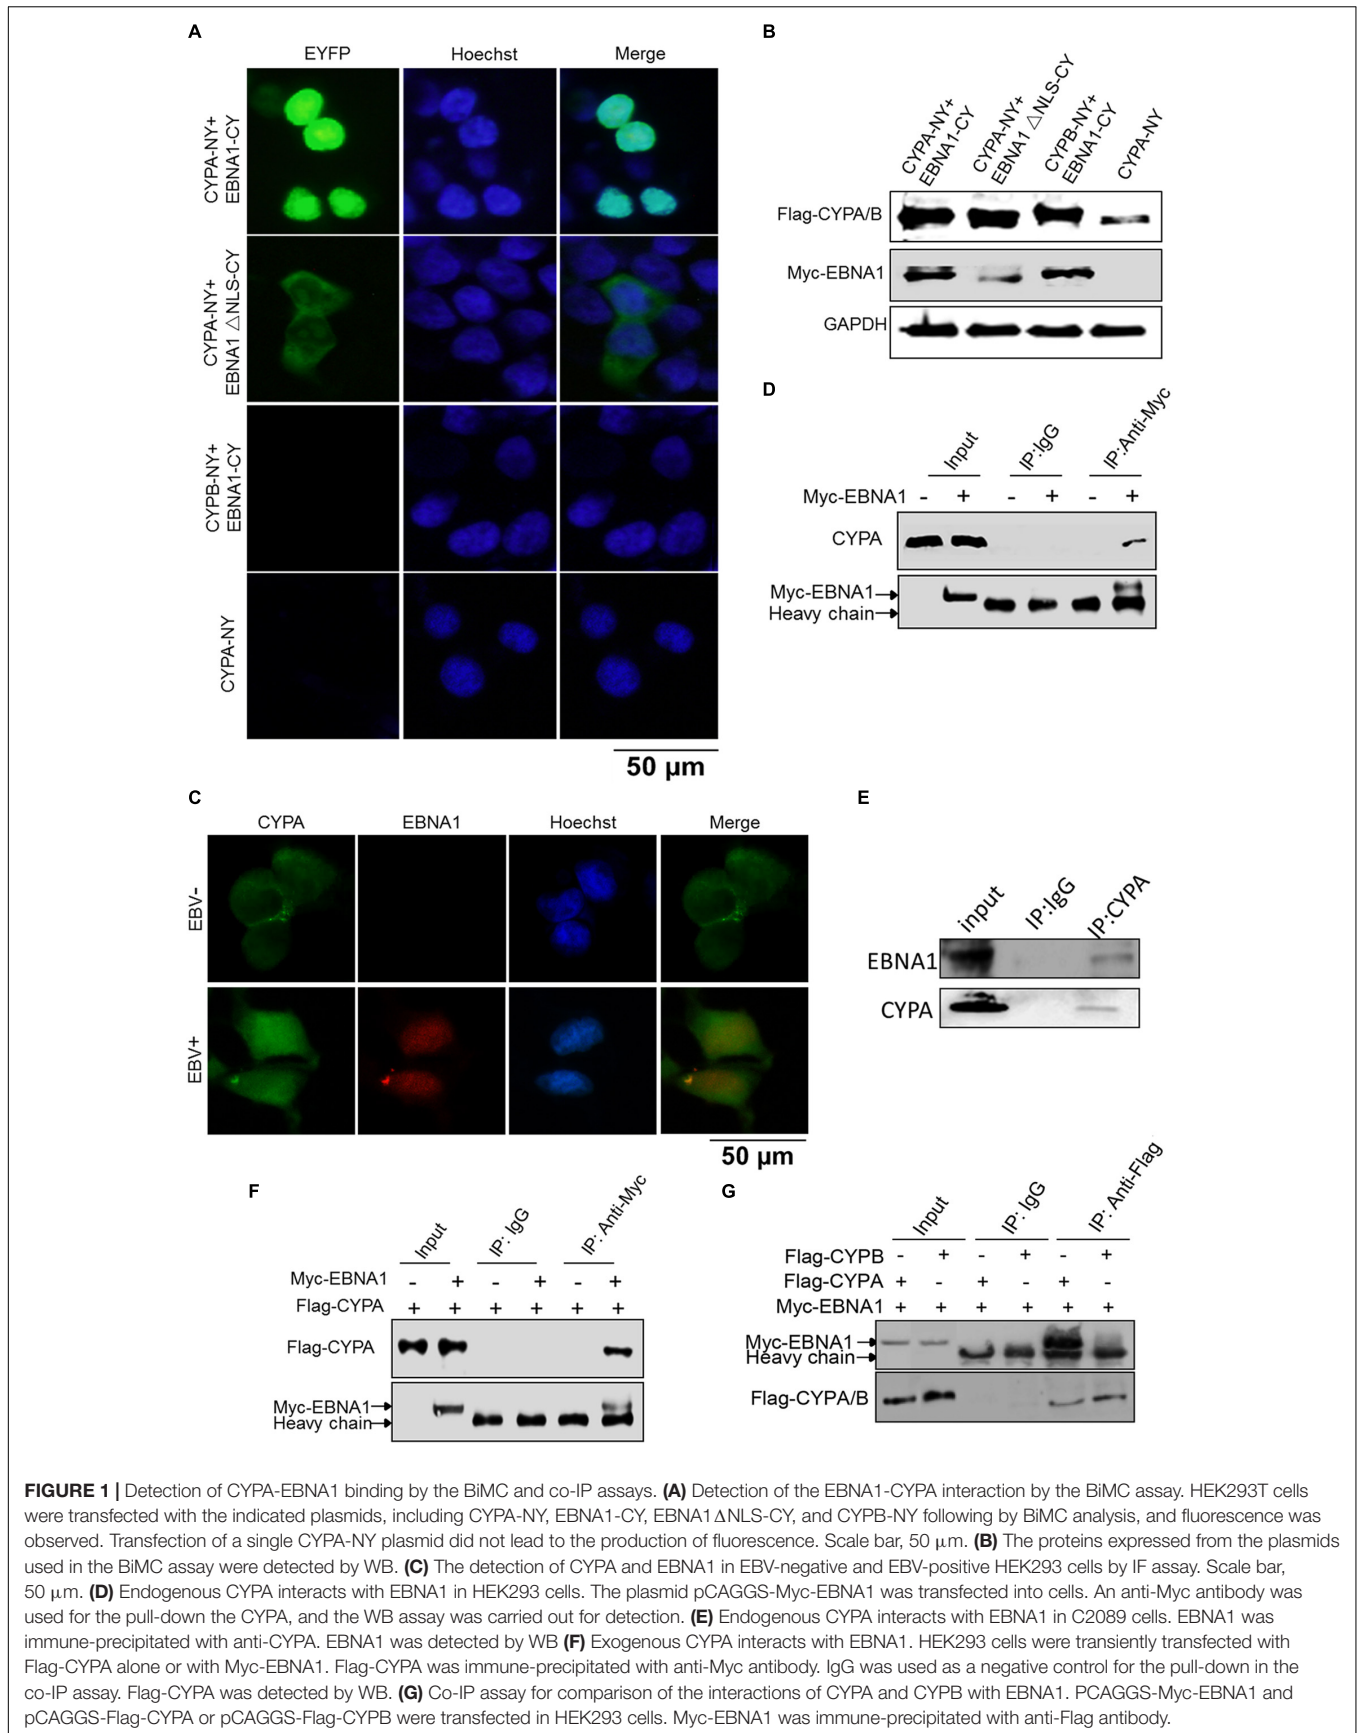 A
EYFP Hoechst Merge
CYPA-NY+
EBNA1-CY
CYPA-NY+
EBNA1 △NLS-CY
CYPB-NY+
EBNA1-CY
CYPA-NY
50 µm
B
CYPA-NY+
EBNA1-CY
CYPA-NY+
EBNA1 △NLS-CY
CYPB-NY+
EBNA1-CY
CYPA-NY
Flag-CYPA/B
Myc-EBNA1
GAPDH
D
Input IP:IgG IP:Anti-Myc
Myc-EBNA1 - + - + - +
CYPA
Myc-EBNA1
Heavy chain
C
CYPA EBNA1 Hoechst Merge
EBV-
EBV+
50 µm
E
input IP:IgG IP:CYPA
EBNA1
CYPA
F
Input IP: IgG IP: Anti-Myc
Myc-EBNA1 - + - + - +
Flag-CYPA + + + + + +
Flag-CYPA
Myc-EBNA1
Heavy chain
G
Input IP: IgG IP: Anti-Flag
Flag-CYPB - + - + - +
Flag-CYPA + - + - + -
Myc-EBNA1 + + + + + +
Myc-EBNA1
Heavy chain
Flag-CYPA/B
FIGURE 1 | Detection of CYPA-EBNA1 binding by the BiMC and co-IP assays. (A) Detection of the EBNA1-CYPA interaction by the BiMC assay. HEK293T cells
were transfected with the indicated plasmids, including CYPA-NY, EBNA1-CY, EBNA1ΔNLS-CY, and CYPB-NY following by BiMC analysis, and fluorescence was
observed. Transfection of a single CYPA-NY plasmid did not lead to the production of fluorescence. Scale bar, 50 µm. (B) The proteins expressed from the plasmids
used in the BiMC assay were detected by WB. (C) The detection of CYPA and EBNA1 in EBV-negative and EBV-positive HEK293 cells by IF assay. Scale bar,
50 µm. (D) Endogenous CYPA interacts with EBNA1 in HEK293 cells. The plasmid pCAGGS-Myc-EBNA1 was transfected into cells. An anti-Myc antibody was
used for the pull-down the CYPA, and the WB assay was carried out for detection. (E) Endogenous CYPA interacts with EBNA1 in C2089 cells. EBNA1 was
immune-precipitated with anti-CYPA. EBNA1 was detected by WB (F) Exogenous CYPA interacts with EBNA1. HEK293 cells were transiently transfected with
Flag-CYPA alone or with Myc-EBNA1. Flag-CYPA was immune-precipitated with anti-Myc antibody. IgG was used as a negative control for the pull-down in the
co-IP assay. Flag-CYPA was detected by WB. (G) Co-IP assay for comparison of the interactions of CYPA and CYPB with EBNA1. PCAGGS-Myc-EBNA1 and
pCAGGS-Flag-CYPA or pCAGGS-Flag-CYPB were transfected in HEK293 cells. Myc-EBNA1 was immune-precipitated with anti-Flag antibody.